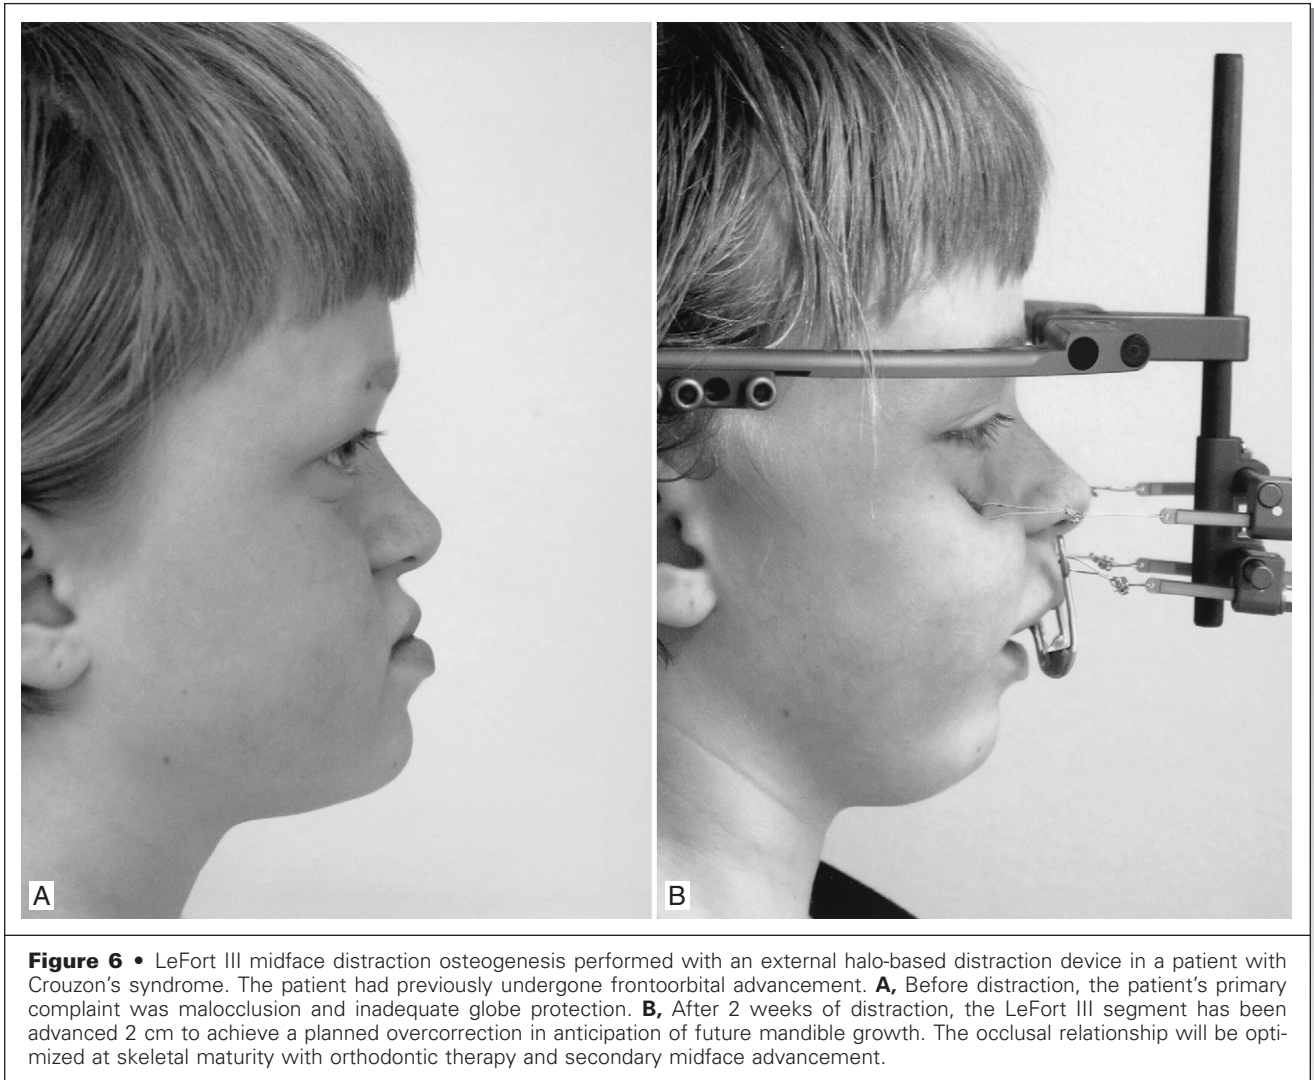 A
B
Figure 6 • LeFort III midface distraction osteogenesis performed with an external halo-based distraction device in a patient with
Crouzon's syndrome. The patient had previously undergone frontoorbital advancement. A, Before distraction, the patient's primary
complaint was malocclusion and inadequate globe protection. B, After 2 weeks of distraction, the LeFort III segment has been
advanced 2 cm to achieve a planned overcorrection in anticipation of future mandible growth. The occlusal relationship will be opti-
mized at skeletal maturity with orthodontic therapy and secondary midface advancement.